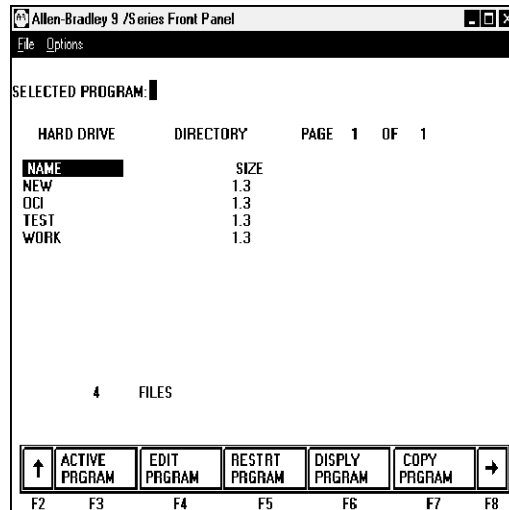 Allen-Bradley 9 /Series Front Panel
File Options
SELECTED PROGRAM:
HARD DRIVE DIRECTORY PAGE 1 OF 1
NAME SIZE
NEW 1.3
OCI 1.3
TEST 1.3
WORK 1.3
4 FILES
ACTIVE PRGRAM EDIT PRGRAM RESTRT PRGRAM DISPLY PRGRAM COPY PRGRAM
F2 F3 F4 F5 F6 F7 F8